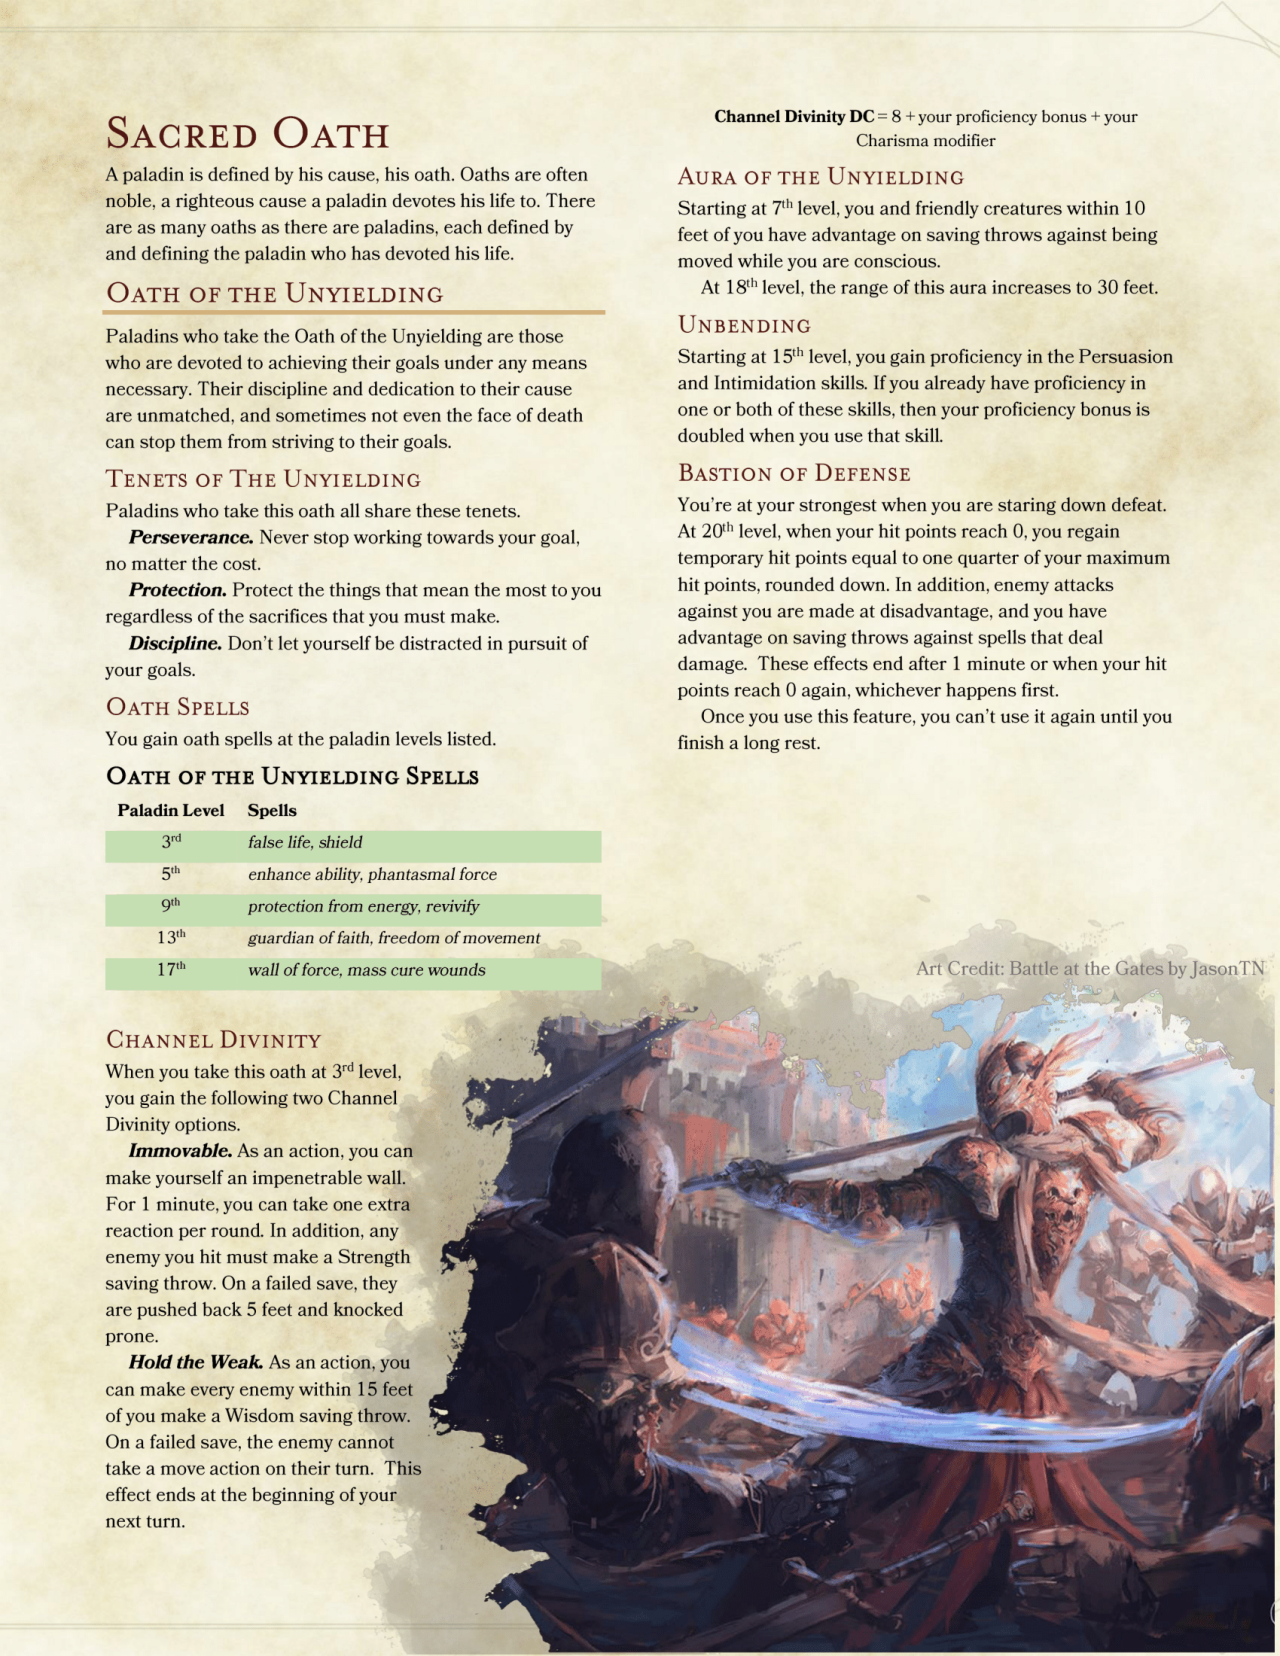 Sacred Oath
A paladin is defined by his cause, his oath. Oaths are often
noble, a righteous cause a paladin devotes his life to. There
are as many oaths as there are paladins, each defined by
and defining the paladin who has devoted his life.
Oath of the Unyielding
Paladins who take the Oath of the Unyielding are those
who are devoted to achieving their goals under any means
necessary. Their discipline and dedication to their cause
are unmatched, and sometimes not even the face of death
can stop them from striving to their goals.
Tenets of The Unyielding
Paladins who take this oath all share these tenets.
Perseverance. Never stop working towards your goal,
no matter the cost.
Protection. Protect the things that mean the most to you
regardless of the sacrifices that you must make.
Discipline. Don't let yourself be distracted in pursuit of
your goals.
Oath Spells
You gain oath spells at the paladin levels listed.
Oath of the Unyielding Spells
Paladin Level Spells
3rd false life, shield
5th enhance ability, phantasmal force
9th protection from energy, revivify
13th guardian of faith, freedom of movement
17th wall of force, mass cure wounds
Channel Divinity
When you take this oath at 3rd level,
you gain the following two Channel
Divinity options.
Immovable. As an action, you can
make yourself an impenetrable wall.
For 1 minute, you can take one extra
reaction per round. In addition, any
enemy you hit must make a Strength
saving throw. On a failed save, they
are pushed back 5 feet and knocked
prone.
Hold the Weak. As an action, you
can make every enemy within 15 feet
of you make a Wisdom saving throw.
On a failed save, the enemy cannot
take a move action on their turn.  This
effect ends at the beginning of your
next turn.
Channel Divinity DC = 8 + your proficiency bonus + your
Charisma modifier
Aura of the Unyielding
Starting at 7th level, you and friendly creatures within 10
feet of you have advantage on saving throws against being
moved while you are conscious.
At 18th level, the range of this aura increases to 30 feet.
Unbending
Starting at 15th level, you gain proficiency in the Persuasion
and Intimidation skills. If you already have proficiency in
one or both of these skills, then your proficiency bonus is
doubled when you use that skill.
Bastion of Defense
You're at your strongest when you are staring down defeat.
At 20th level, when your hit points reach 0, you regain
temporary hit points equal to one quarter of your maximum
hit points, rounded down. In addition, enemy attacks
against you are made at disadvantage, and you have
advantage on saving throws against spells that deal
damage.  These effects end after 1 minute or when your hit
points reach 0 again, whichever happens first.
Once you use this feature, you can't use it again until you
finish a long rest.
Art Credit: Battle at the Gates by JasonTN